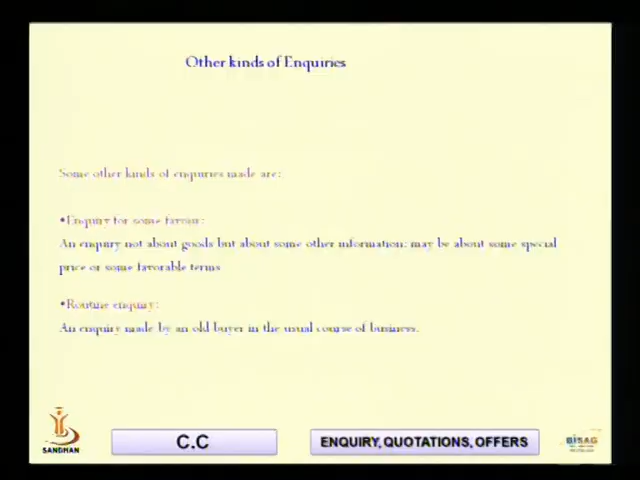 Other kinds of Enquiries
Some other kinds of enquiries made are:
•Enquiry for some favour:
An enquiry not about goods but about some other information; may be about some special
price or some favorable terms
•Routine enquiry:
An enquiry made by an old buyer in the usual course of business.
SANDHAN
C.C
ENQUIRY, QUOTATIONS, OFFERS
BISAG